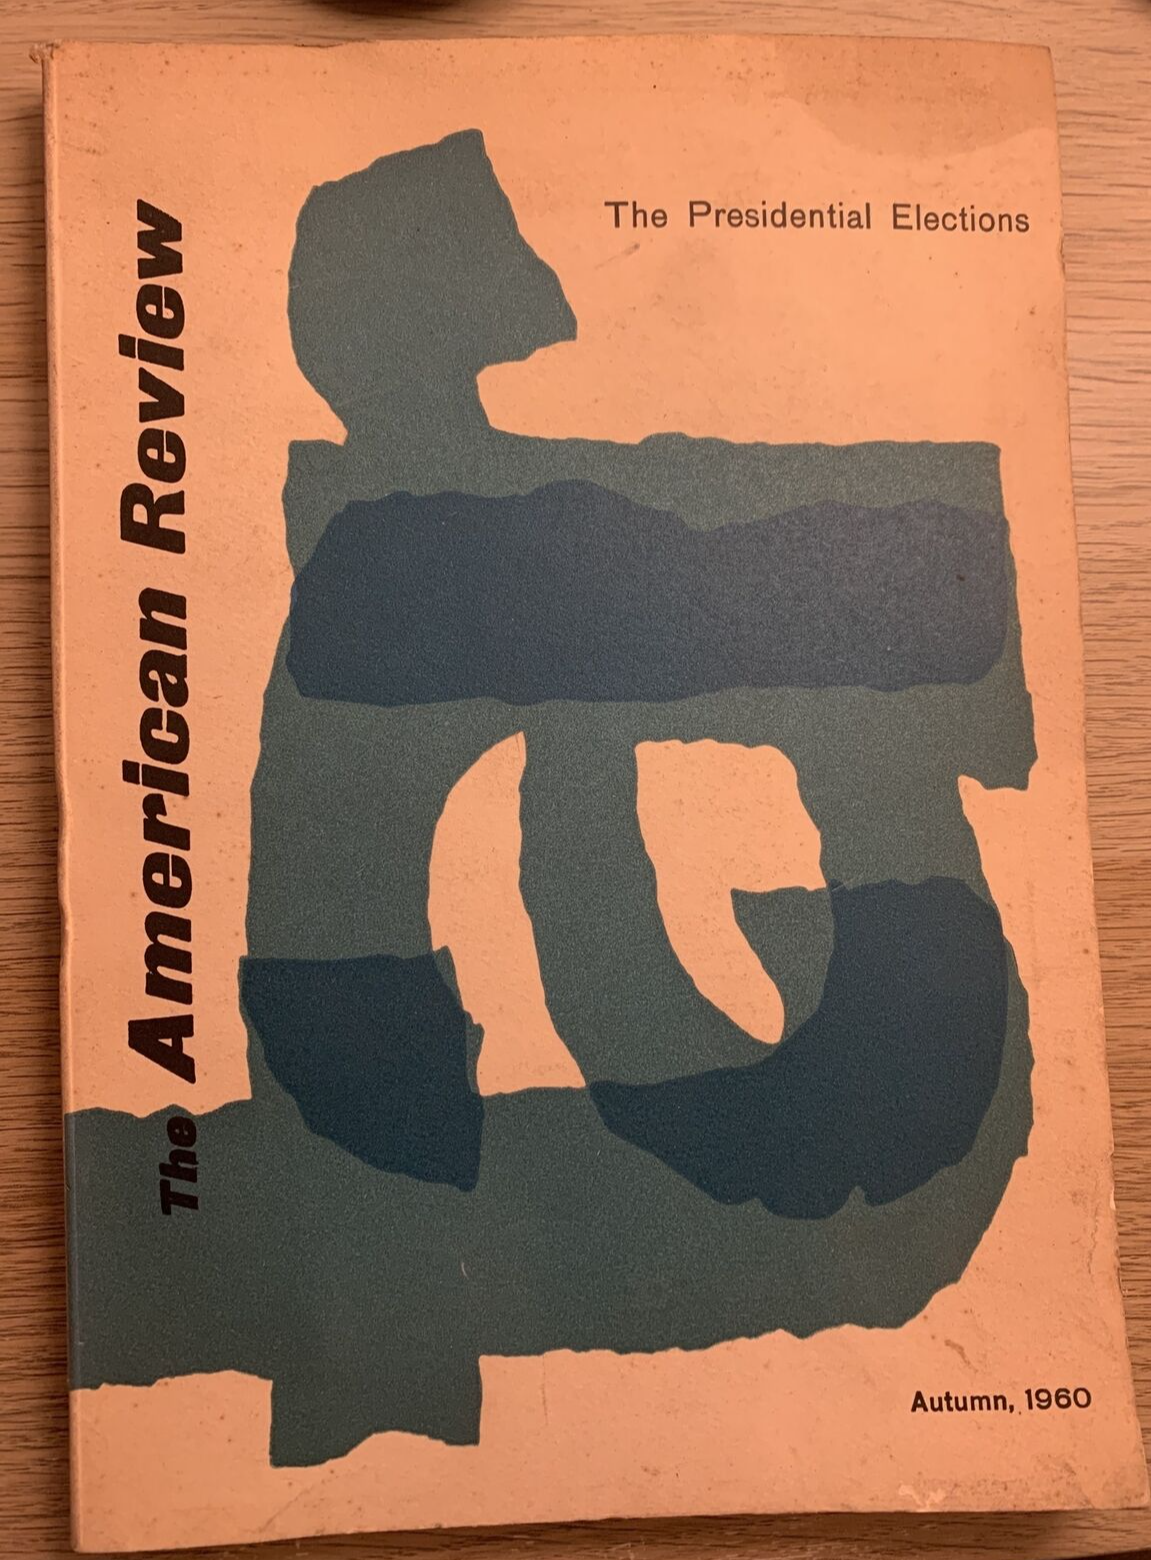 The American Review
The Presidential Elections
Autumn, 1960